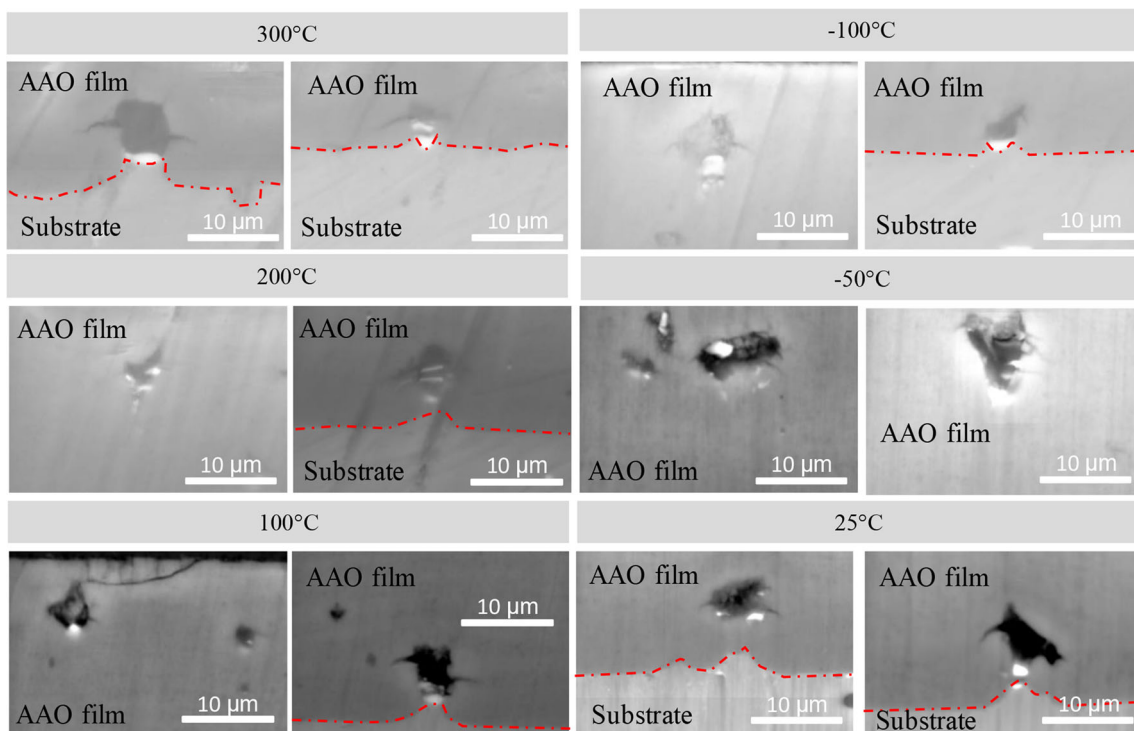 300°C
AAO film
Substrate
10 µm
AAO film
Substrate
10 µm
-100°C
AAO film
10 µm
AAO film
Substrate
10 µm
200°C
AAO film
10 µm
AAO film
Substrate
10 µm
-50°C
AAO film
10 µm
AAO film
10 µm
100°C
AAO film
10 µm
AAO film
10 µm
25°C
AAO film
Substrate
10 µm
AAO film
Substrate
10 µm